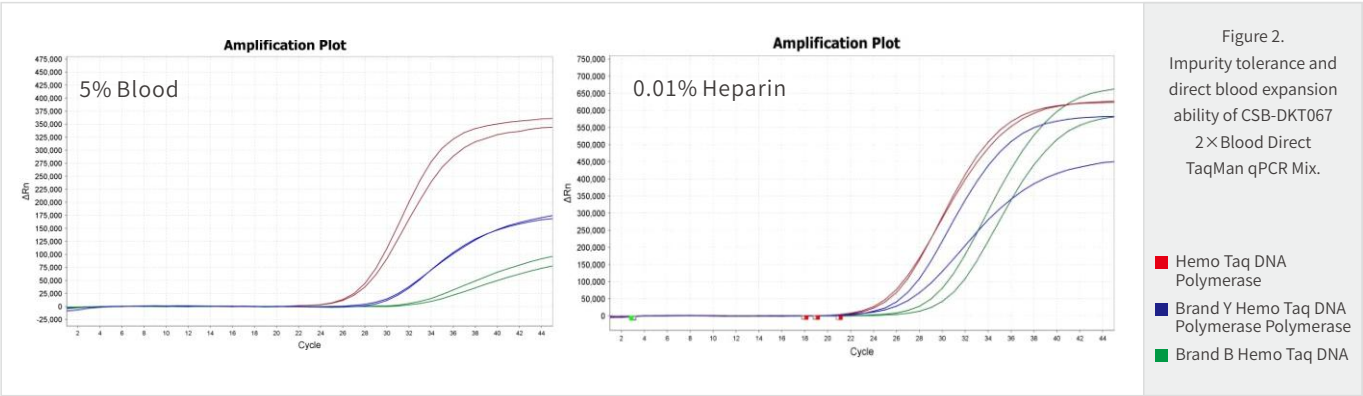 Amplification Plot
5% Blood
475,000
450,000
425,000
400,000
375,000
350,000
325,000
300,000
275,000
250,000
225,000
200,000
175,000
150,000
125,000
100,000
75,000
50,000
25,000
0
-25,000
ΔRn
2 4 6 8 10 12 14 16 18 20 22 24 26 28 30 32 34 36 38 40 42 44
Cycle
Amplification Plot
0.01% Heparin
750,000
700,000
650,000
600,000
550,000
500,000
450,000
400,000
350,000
300,000
250,000
200,000
150,000
100,000
50,000
0
ΔRn
2 4 6 8 10 12 14 16 18 20 22 24 26 28 30 32 34 36 38 40 42 44
Cycle
Figure 2.
Impurity tolerance and
direct blood expansion
ability of CSB-DKT067
2×Blood Direct
TaqMan qPCR Mix.
Hemo Taq DNA
Polymerase
Brand Y Hemo Taq DNA
Polymerase Polymerase
Brand B Hemo Taq DNA